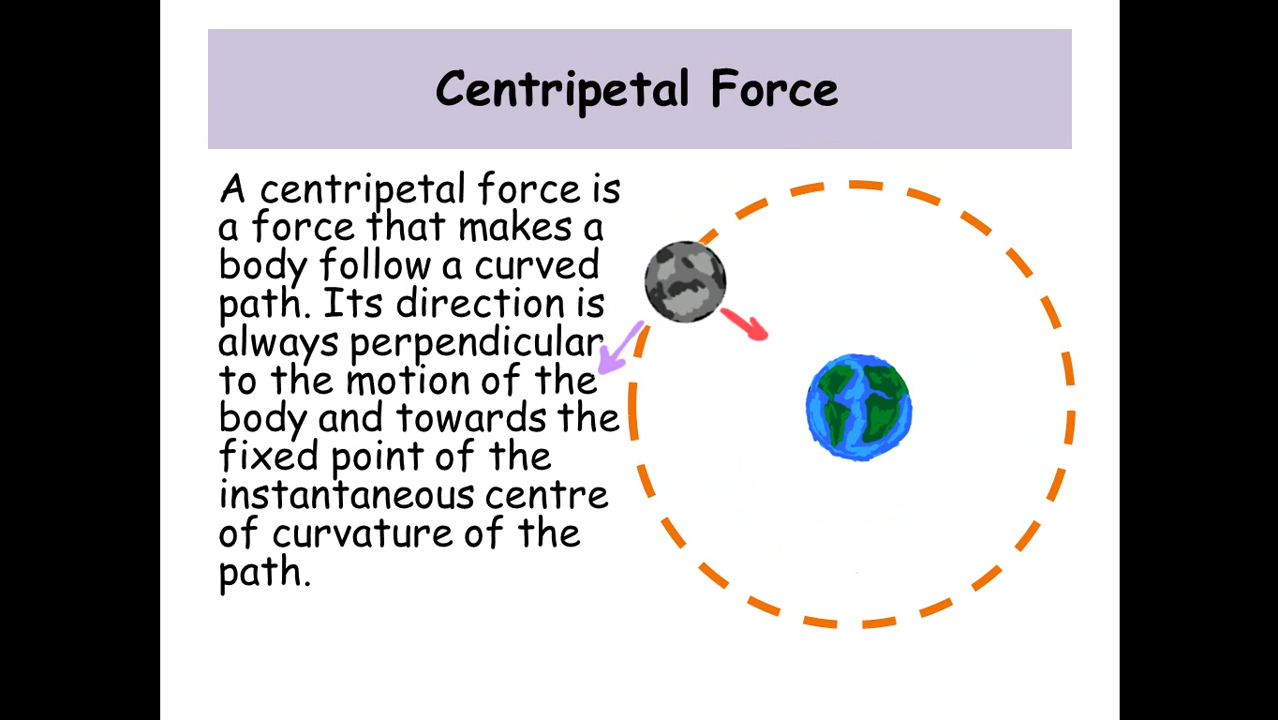 Centripetal Force
A centripetal force is
a force that makes a
body follow a curved
path. Its direction is
always perpendicular
to the motion of the
body and towards the
fixed point of the
instantaneous centre
of curvature of the
path.